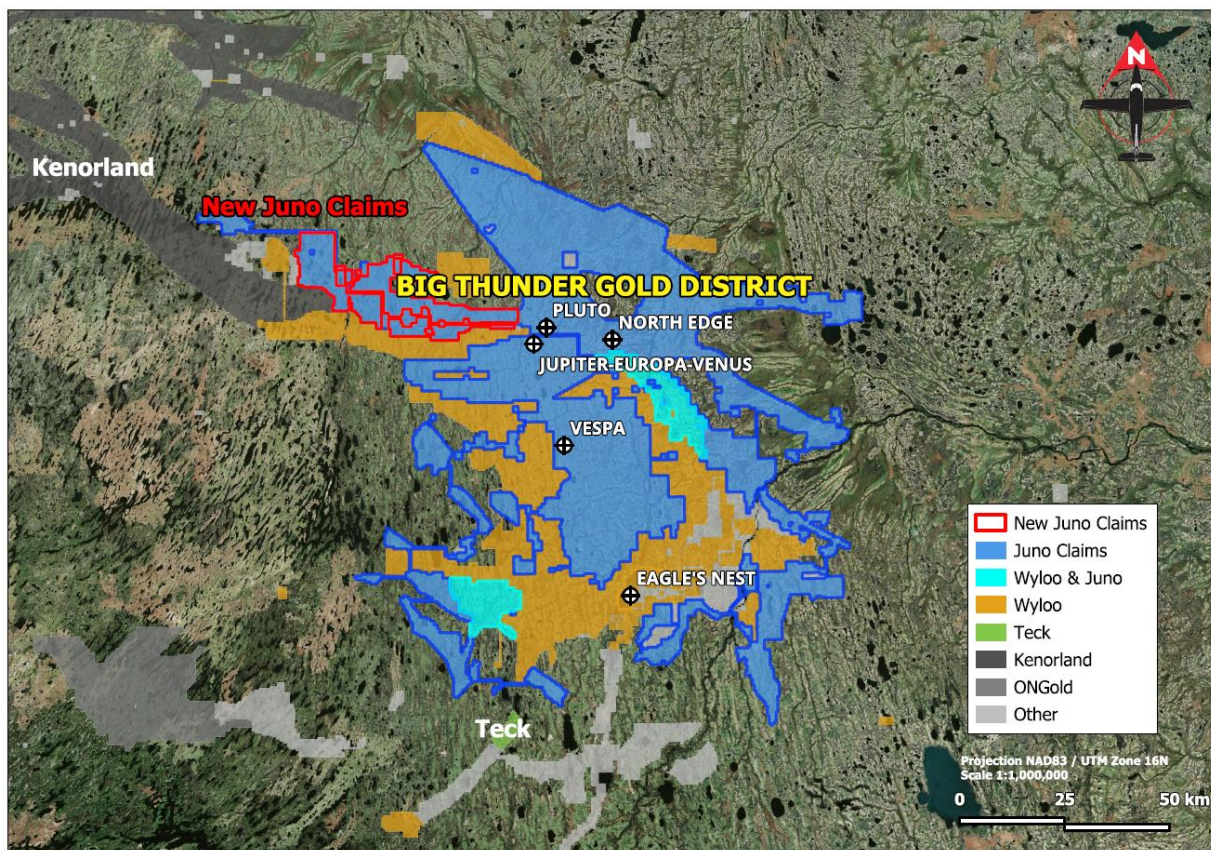 N
Kenorland
New Juno Claims
BIG THUNDER GOLD DISTRICT
PLUTO
NORTH EDGE
JUPITER-EUROPA-VENUS
VESPA
EAGLE'S NEST
Teck
New Juno Claims
Juno Claims
Wyloo & Juno
Wyloo
Teck
Kenorland
ONGold
Other
Projection NAD83 / UTM Zone 16N
Scale 1:1,000,000
0 25 50 km